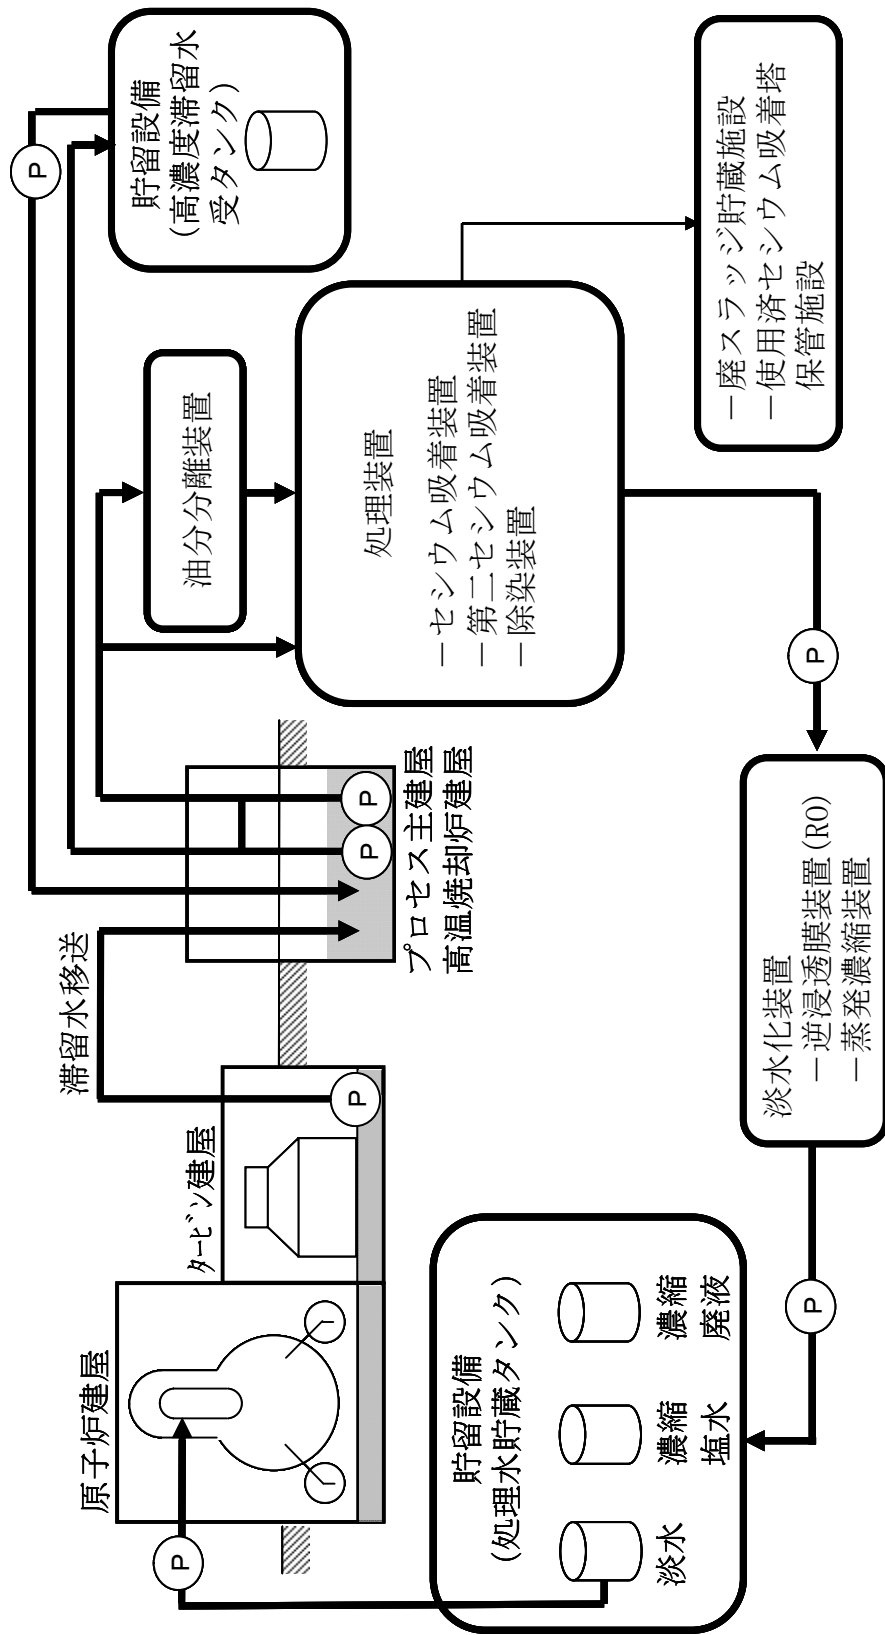 原子炉建屋
P
タービン建屋
P
滞留水移送
プロセス主建屋
高温焼却炉建屋
P
P
油分分離装置
P
貯留設備
(高濃度滞留水
受タンク)
処理装置
－セシウム吸着装置
－第二セシウム吸着装置
－除染装置
－廃スラッジ貯蔵施設
－使用済セシウム吸着塔
保管施設
P
淡水化装置
－逆浸透膜装置(RO)
－蒸発濃縮装置
P
貯留設備
(処理水貯蔵タンク)
淡水
濃縮
塩水
濃縮
廃液